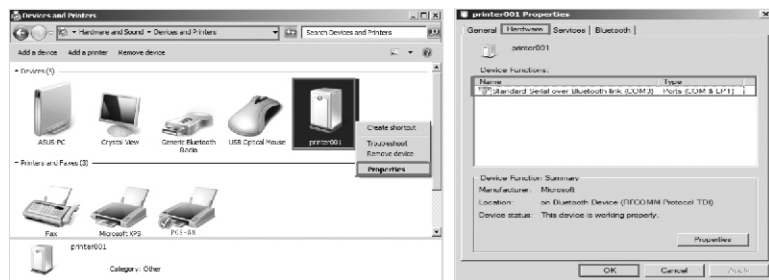 Devices and Printers
Hardware and Sound
Devices and Printers
Search Devices and Printers
Add a device Add a printer Remove device
Devices (5)
ASUS-PC
Crystal View
Generic Bluetooth
Radio
USB Optical Mouse
printer001
Create shortcut
Troubleshoot
Remove device
Properties
Printers and Faxes (3)
Fax
Microsoft XPS
printer001
Category: Other
printer001 Properties
General Hardware Services Bluetooth
printer001
Device Functions:
Name Type
Standard Serial over Bluetooth link (COM3) Ports (COM & LPT)
Device Function Summary
Manufacturer: Microsoft
Location: on Bluetooth Device (RFCOMM Protocol TDI)
Device status: This device is working properly.
Properties
OK Cancel Apply